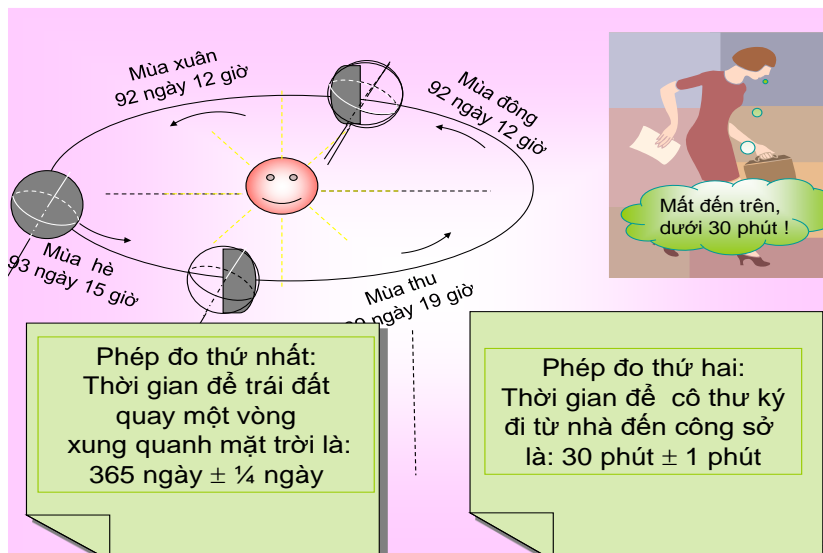 Mùa xuân
92 ngày 12 giờ
Mùa đông
92 ngày 12 giờ
Mất đến trên,
dưới 30 phút !
Mùa hè
93 ngày 15 giờ
Mùa thu
ngày 19 giờ
Phép đo thứ nhất:
Thời gian để trái đất
quay một vòng
xung quanh mặt trời là:
365 ngày ± ¼ ngày
Phép đo thứ hai:
Thời gian để cô thư ký
đi từ nhà đến công sở
là: 30 phút ± 1 phút